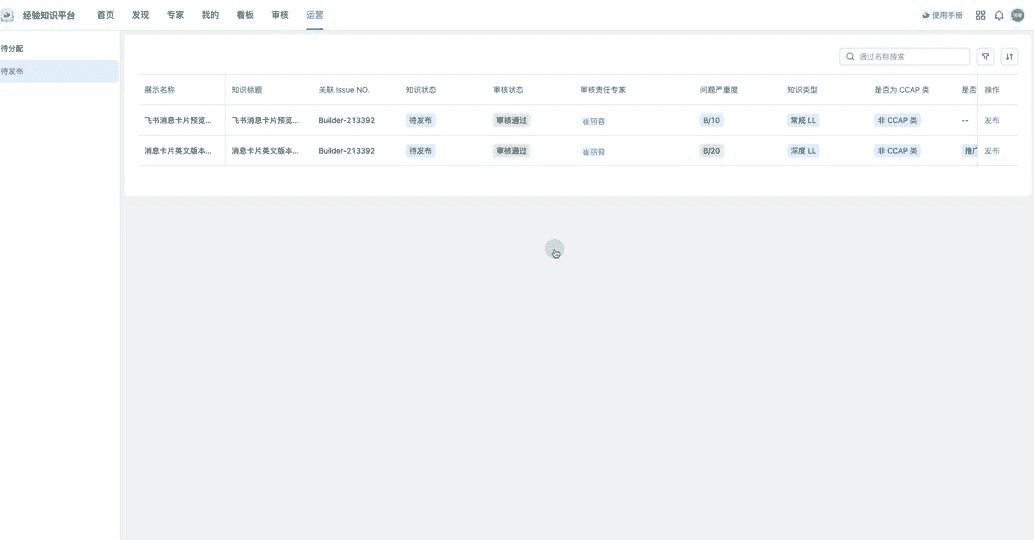 经验知识平台 首页 发现 专家 我的 看板 审核 运营 使用手册
待分配
待发布
通过名称搜索
展示名称 知识标题 关联 Issue NO. 知识状态 审核状态 审核责任专家 问题严重度 知识类型 是否为 CCAP 类 是否 操作
飞书消息卡片预览... 飞书消息卡片预览... Builder-213392 待发布 审核通过 B/10 常规 LL 非 CCAP 类 -- 发布
消息卡片英文版本... 消息卡片英文版本... Builder-213392 待发布 审核通过 B/20 深度 LL 非 CCAP 类 推广 发布